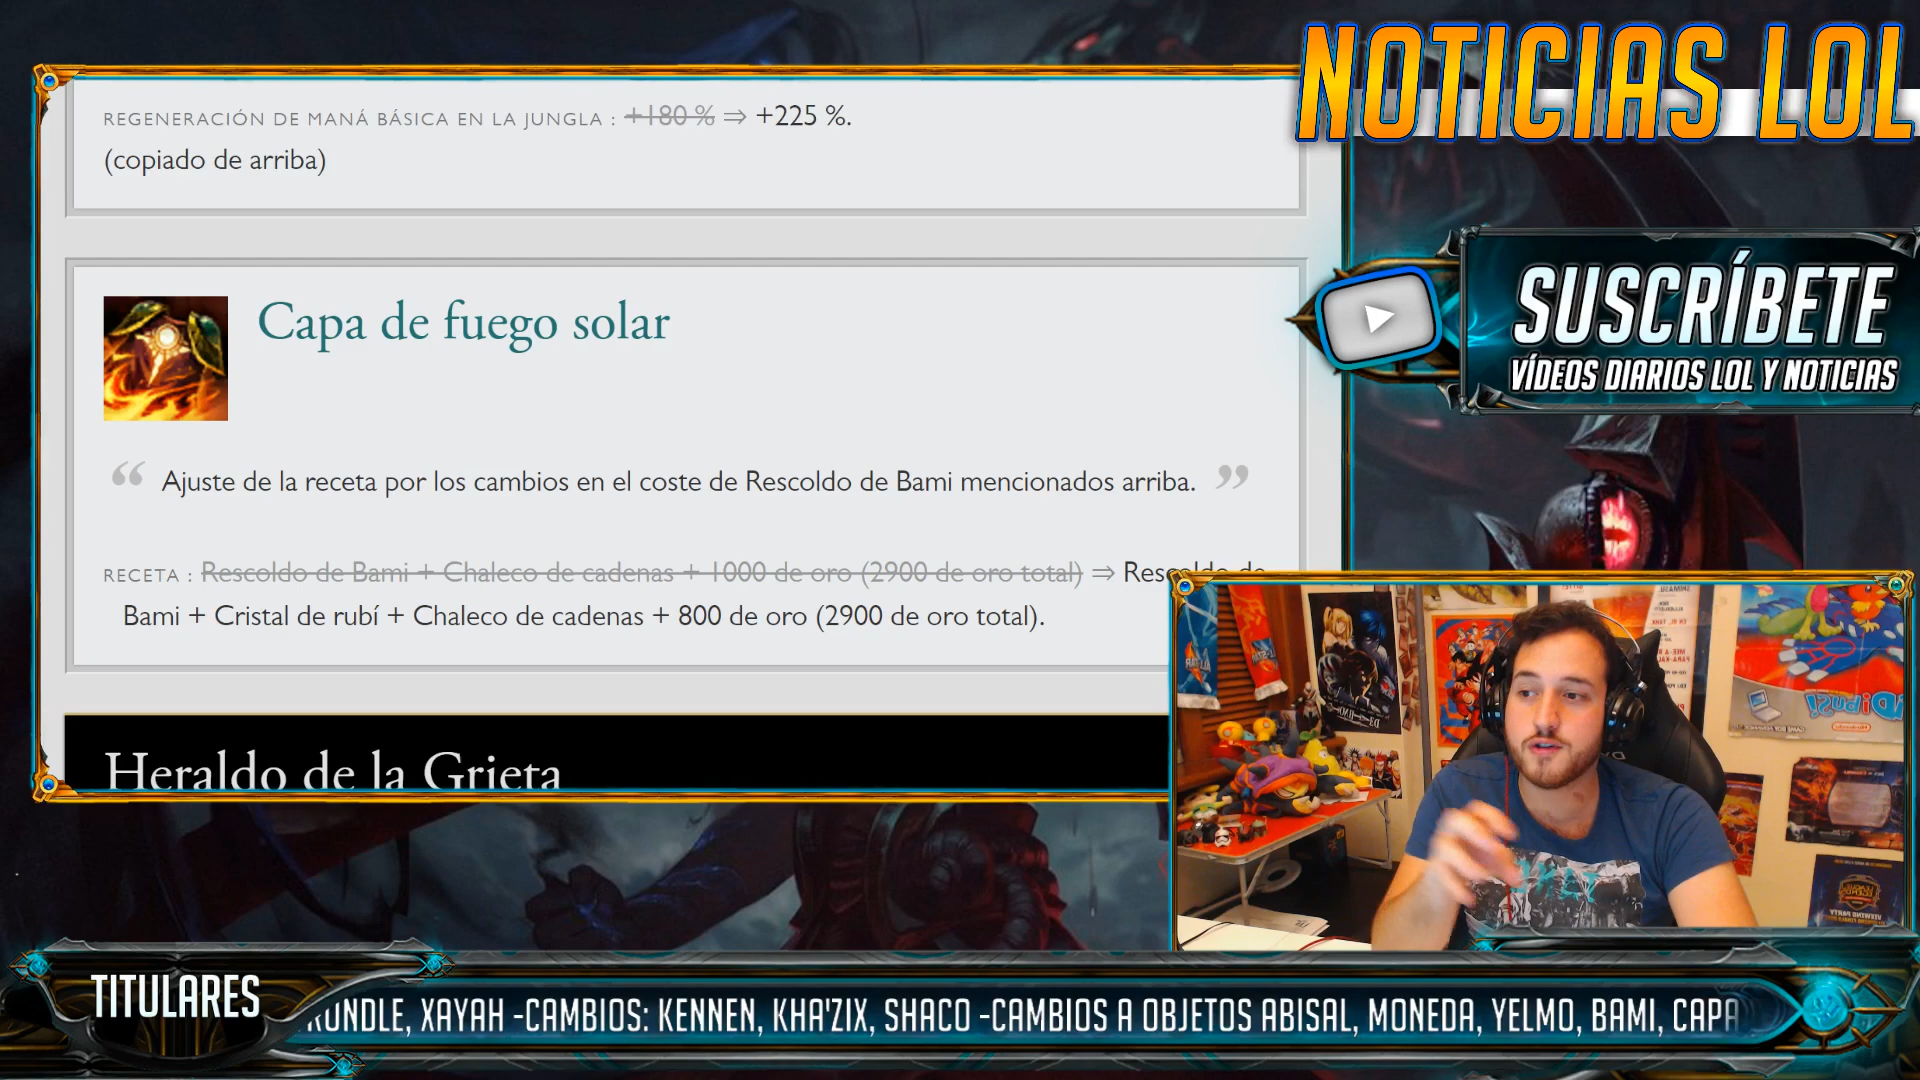 NOTICIAS LOL
REGENERACIÓN DE MANÁ BÁSICA EN LA JUNGLA : +180 % ⇒ +225 %.
(copiado de arriba)
Capa de fuego solar
“ Ajuste de la receta por los cambios en el coste de Rescoldo de Bami mencionados arriba. ”
RECETA : Rescoldo de Bami + Chaleco de cadenas + 1000 de oro (2900 de oro total) ⇒ Rescoldo de
Bami + Cristal de rubí + Chaleco de cadenas + 800 de oro (2900 de oro total).
Heraldo de la Grieta
SUSCRÍBETE
VÍDEOS DIARIOS LOL Y NOTICIAS
TITULARES
RUNDLE, XAYAH -CAMBIOS: KENNEN, KHA'ZIX, SHACO -CAMBIOS A OBJETOS ABISAL, MONEDA, YELMO, BAMI, CAPA